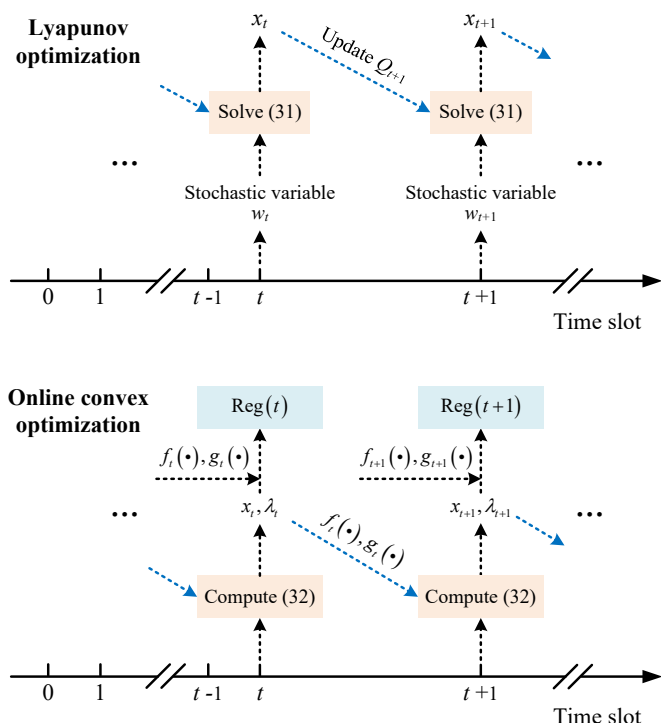 Lyapunov
optimization
x_t
x_{t+1}
Update Q_{t+1}
Solve (31)
Solve (31)
...
...
Stochastic variable
w_t
Stochastic variable
w_{t+1}
0 1 t -1 t t +1
Time slot
Online convex
optimization
Reg(t)
Reg(t+1)
f_t(•), g_t(•)
f_{t+1}(•), g_{t+1}(•)
...
x_t, λ_t
f_t(•), g_t(•)
x_{t+1}, λ_{t+1}
...
Compute (32)
Compute (32)
0 1 t -1 t t +1
Time slot